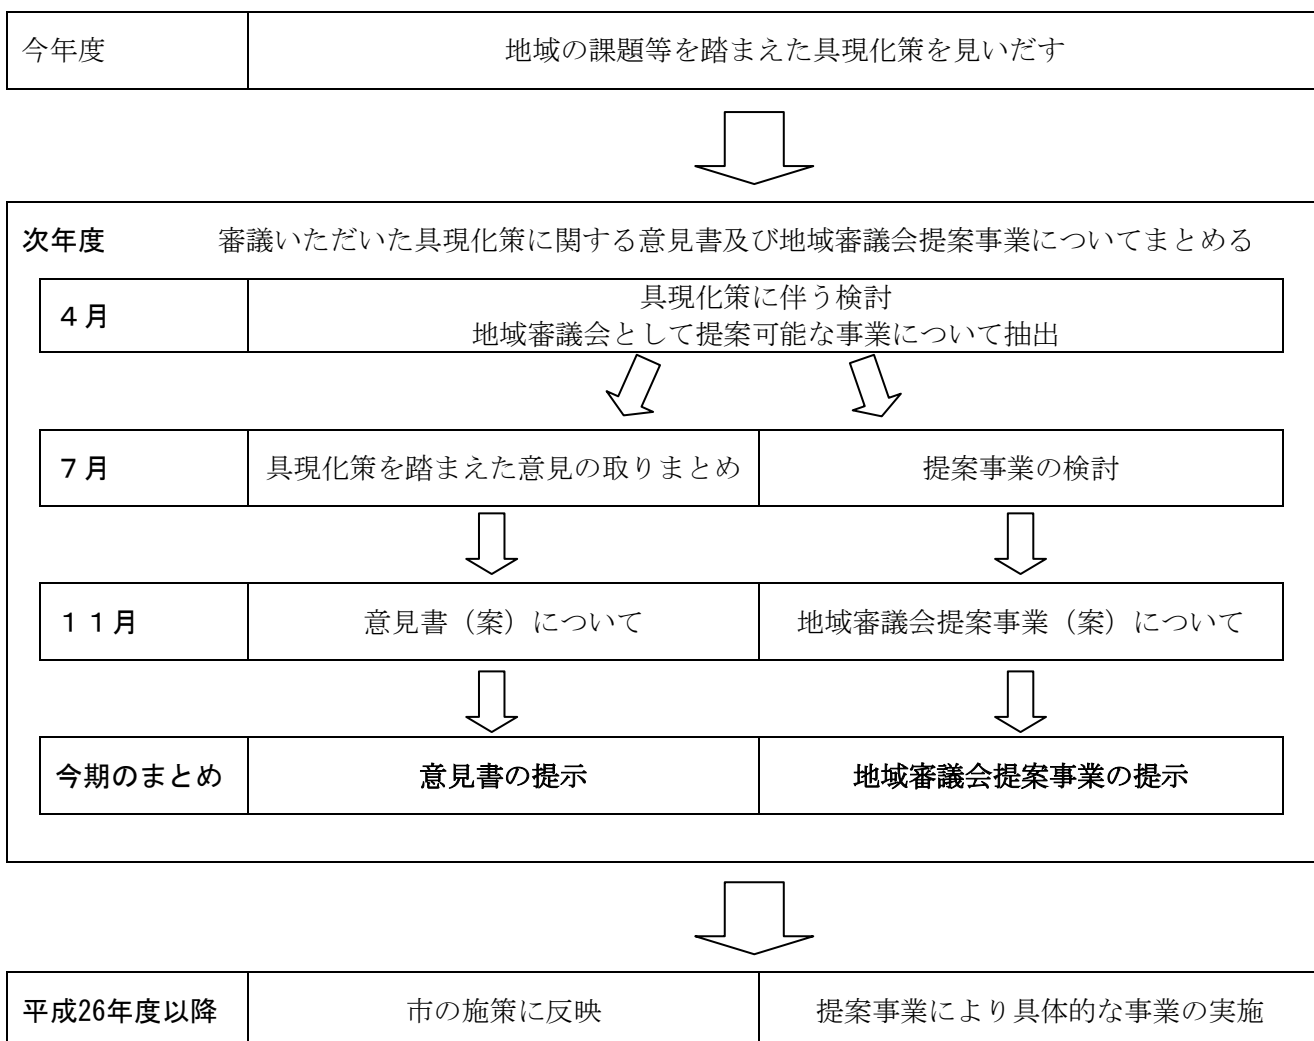 今年度 地域の課題等を踏まえた具現化策を見いだす
次年度 審議いただいた具現化策に関する意見書及び地域審議会提案事業についてまとめる
４月 具現化策に伴う検討
地域審議会として提案可能な事業について抽出
７月 具現化策を踏まえた意見の取りまとめ 提案事業の検討
１１月 意見書（案）について 地域審議会提案事業（案）について
今期のまとめ 意見書の提示 地域審議会提案事業の提示
平成26年度以降 市の施策に反映 提案事業により具体的な事業の実施